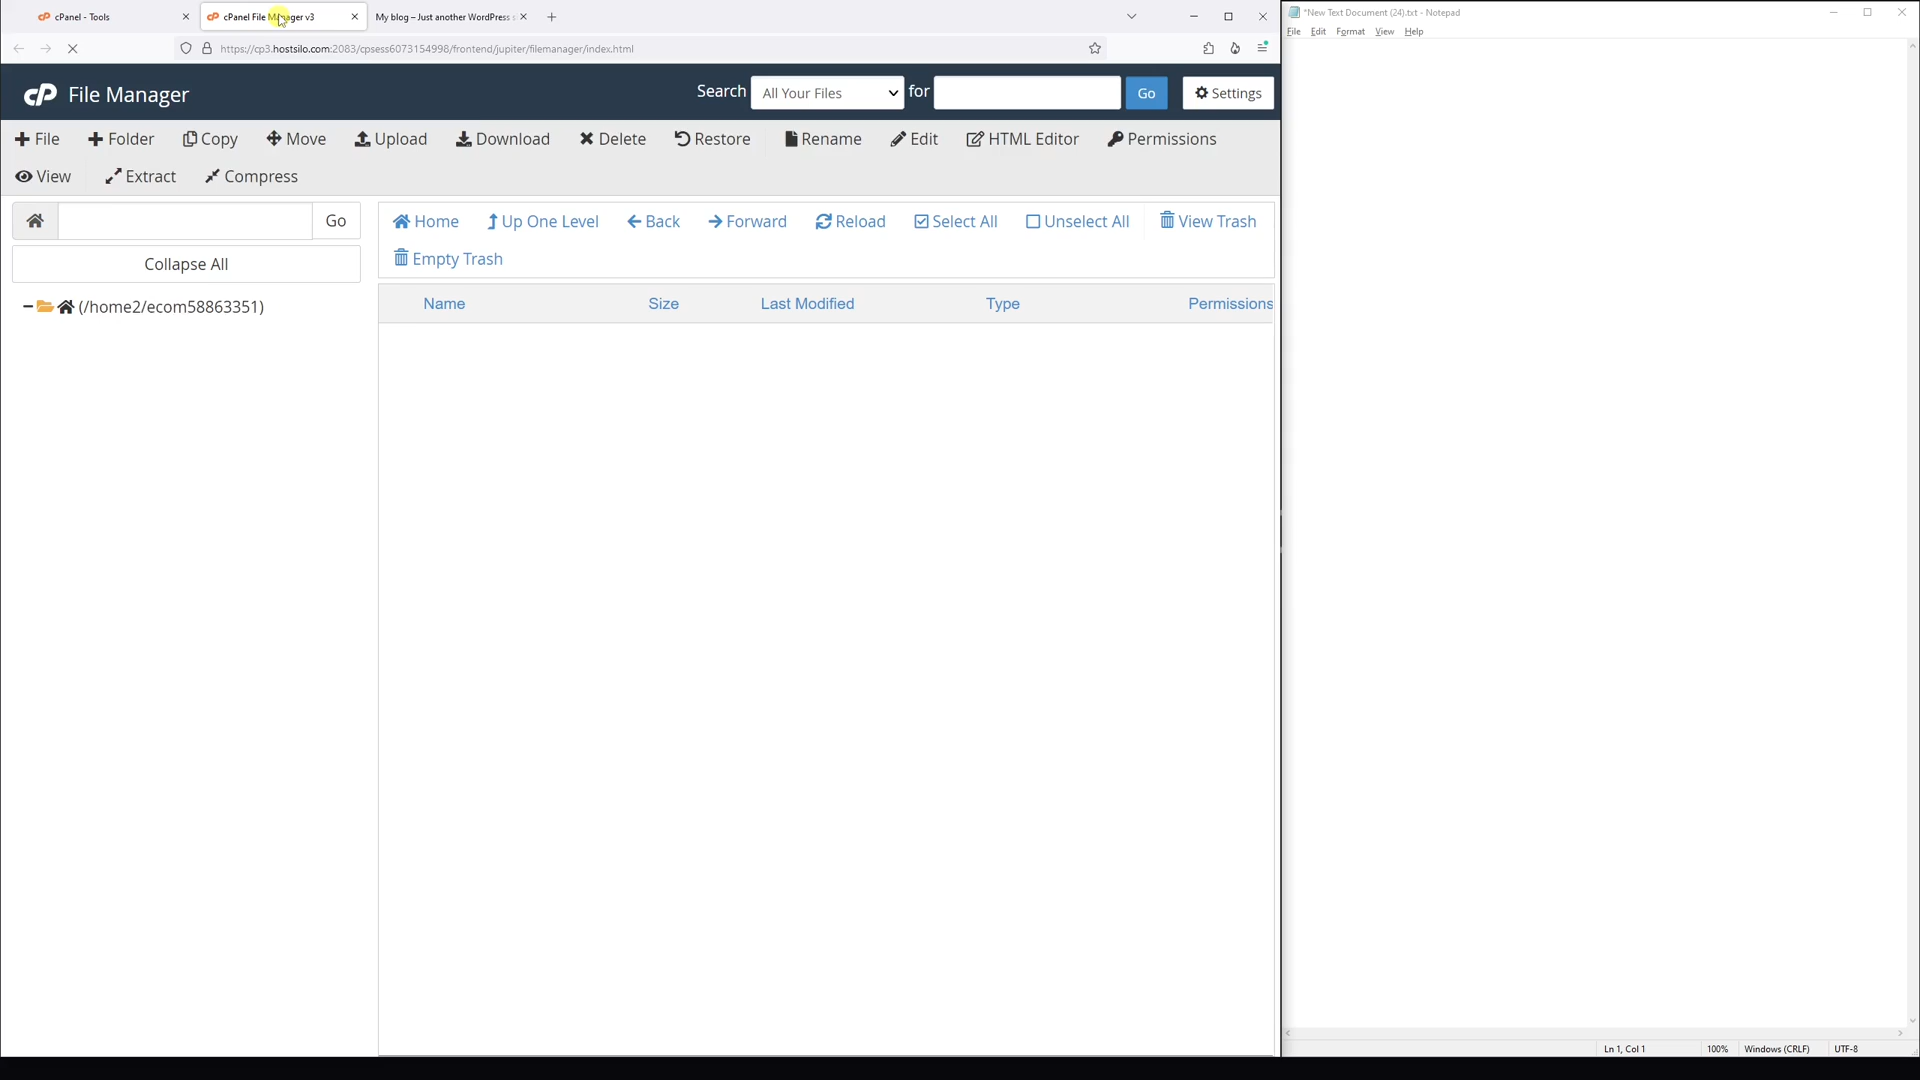 cPanel - Tools
cPanel File Manager v3
My blog – Just another WordPress
https://cp3.hostsilo.com:2083/cpsess6073154998/frontend/jupiter/filemanager/index.html
cP File Manager
Search All Your Files for Go Settings
File Folder Copy Move Upload Download Delete Restore Rename Edit HTML Editor Permissions
View Extract Compress
Go
Home Up One Level Back Forward Reload Select All Unselect All View Trash
Empty Trash
Collapse All
(/home2/ecom58863351)
Name Size Last Modified Type Permissions
*New Text Document (24).txt - Notepad
File Edit Format View Help
Ln 1, Col 1 100% Windows (CRLF) UTF-8